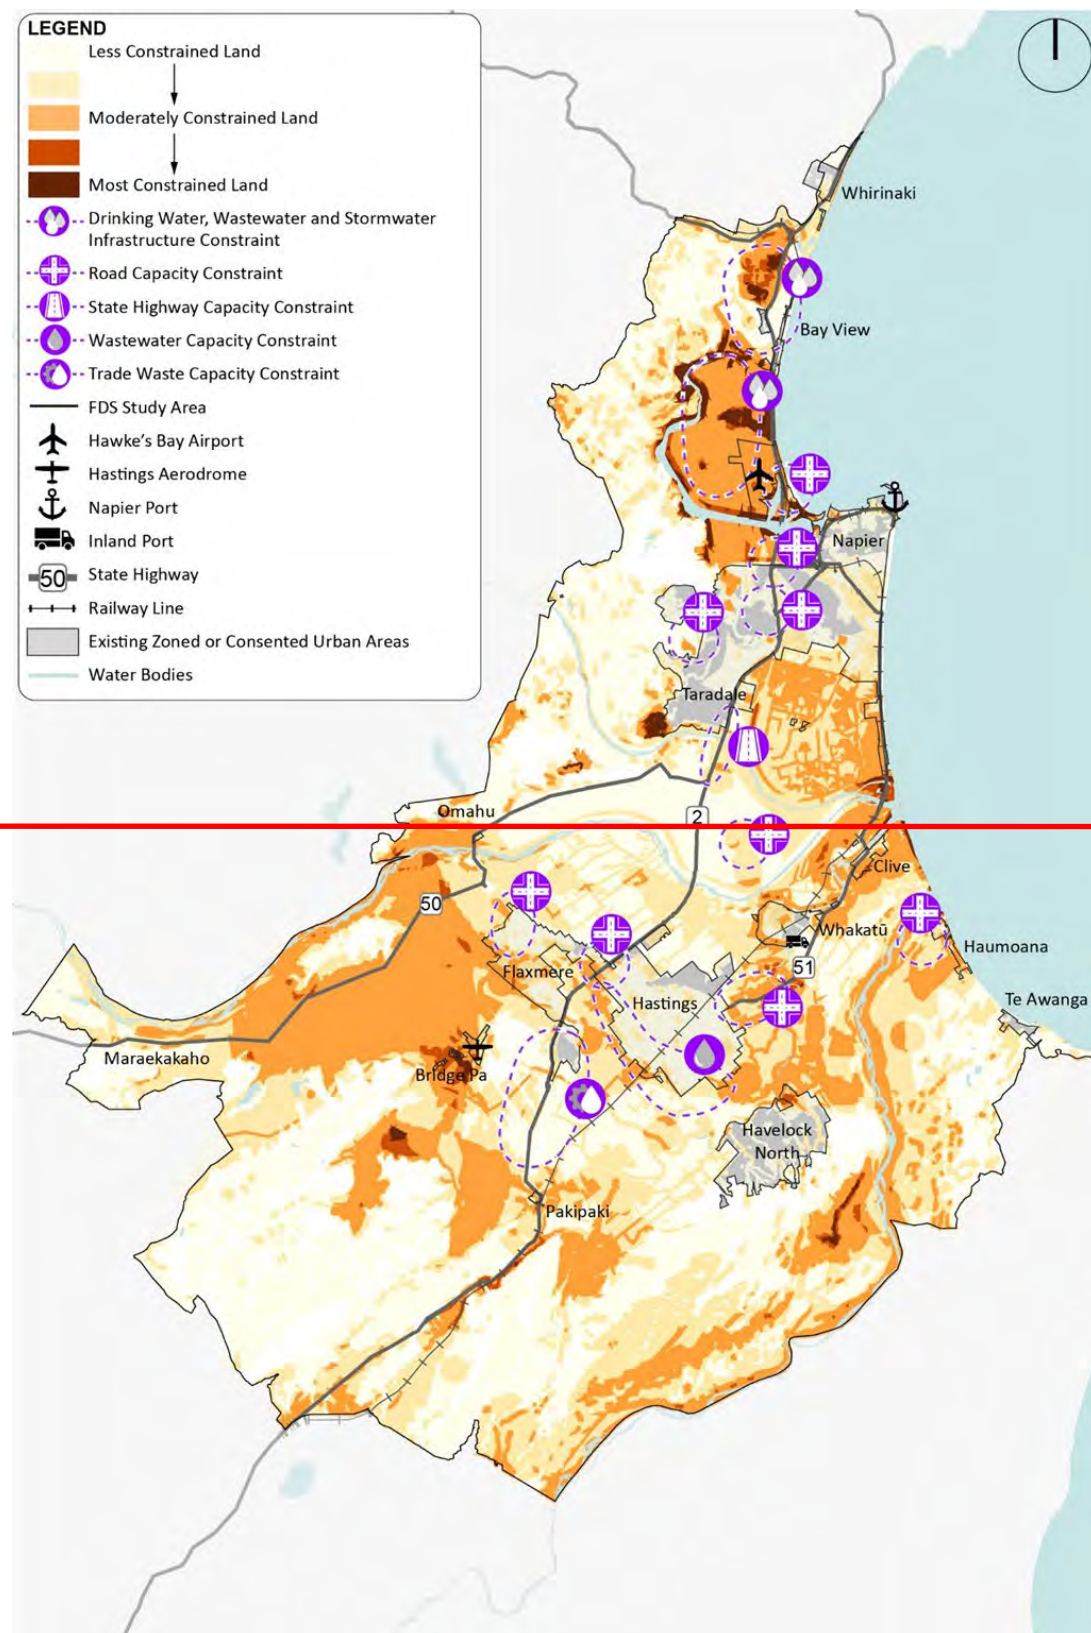 LEGEND
Less Constrained Land
Moderately Constrained Land
Most Constrained Land
Drinking Water, Wastewater and Stormwater
Infrastructure Constraint
Road Capacity Constraint
State Highway Capacity Constraint
Wastewater Capacity Constraint
Trade Waste Capacity Constraint
FDS Study Area
Hawke's Bay Airport
Hastings Aerodrome
Napier Port
Inland Port
50
State Highway
Railway Line
Existing Zoned or Consented Urban Areas
Water Bodies
Whirinaki
Bay View
Napier
Taradale
Omahu
2
Clive
50
Whakatū
Haumoana
Flaxmere
51
Hastings
Te Awanga
Maraekakaho
Bridge Pa
Havelock
North
Pakipaki